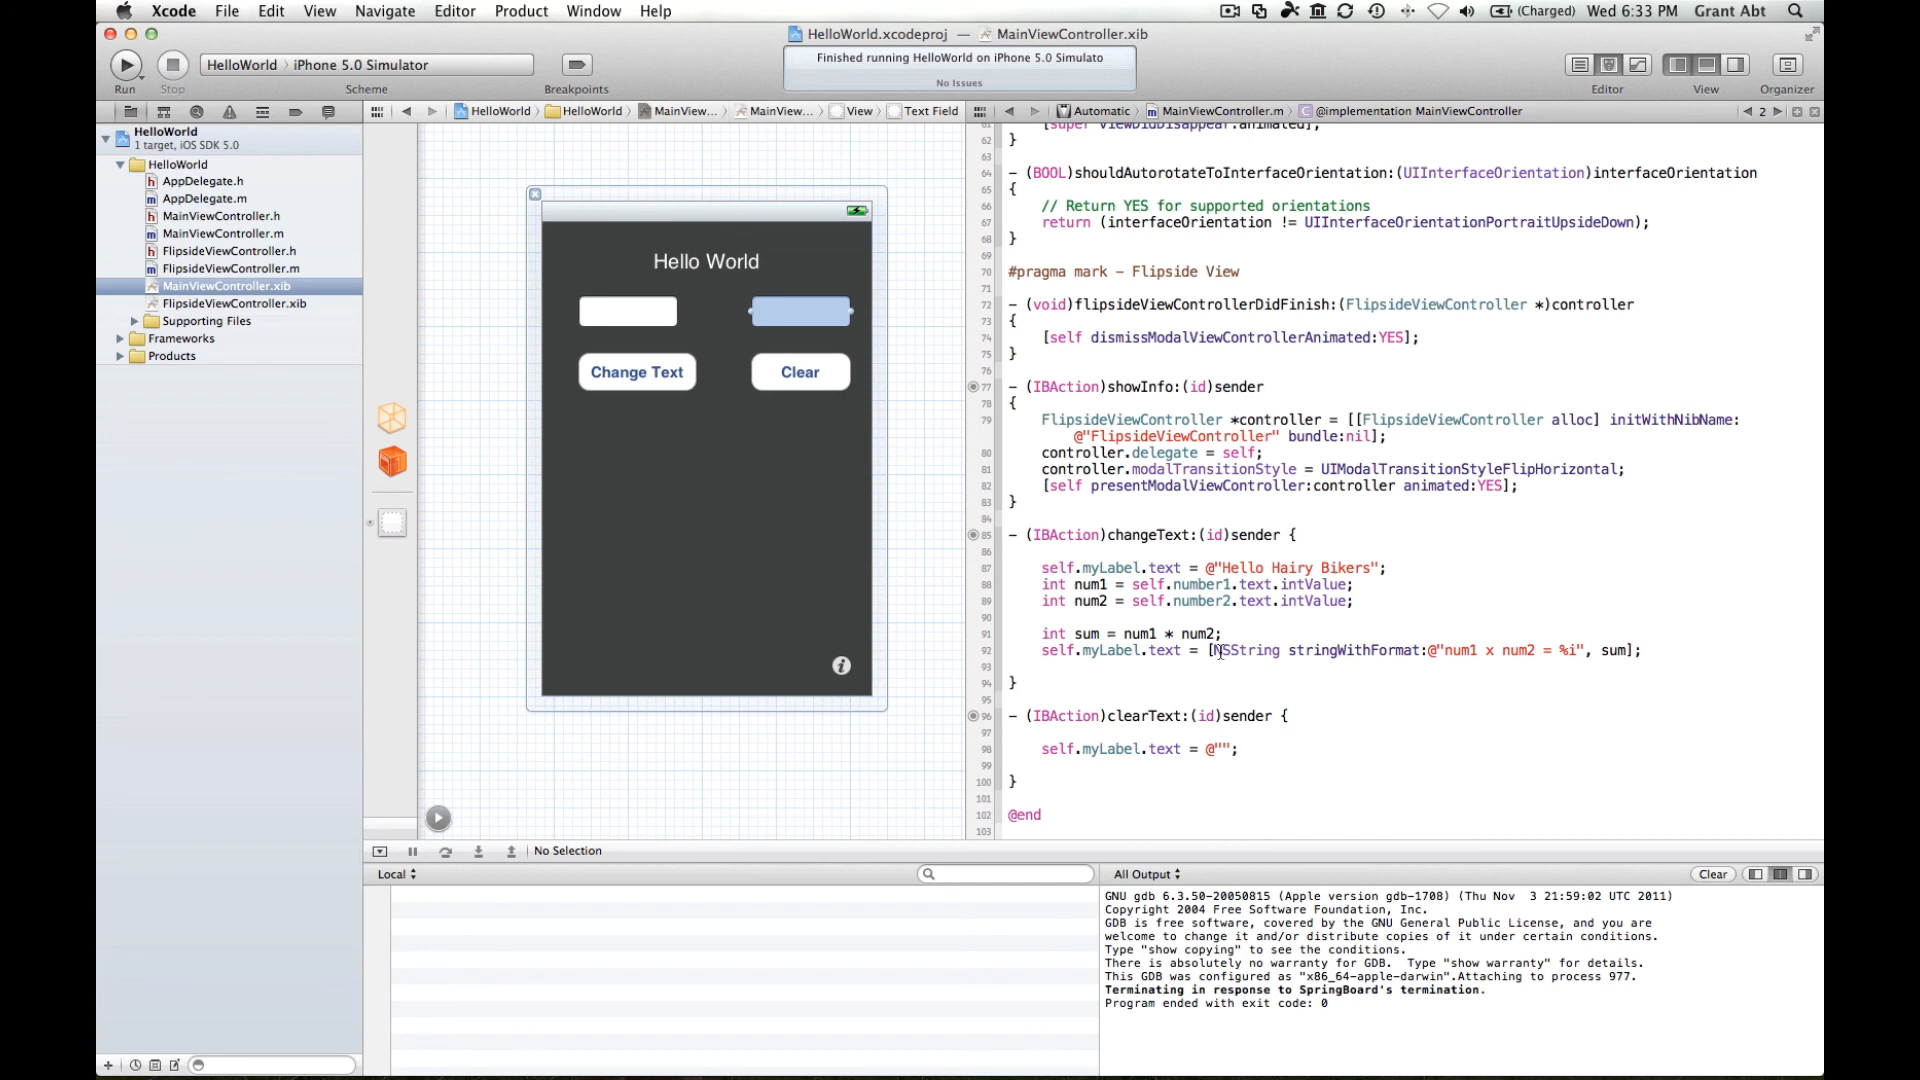 Xcode File Edit View Navigate Editor Product Window Help (Charged) Wed 6:33 PM Grant Abt
HelloWorld.xcodeproj — MainViewController.xib
Finished running HelloWorld on iPhone 5.0 Simulato
No Issues
HelloWorld iPhone 5.0 Simulator
Run Stop Scheme Breakpoints Editor View Organizer
HelloWorld HelloWorld MainView... MainView... View Text Field
Automatic MainViewController.m @implementation MainViewController 2
HelloWorld
1 target, iOS SDK 5.0
HelloWorld
AppDelegate.h
AppDelegate.m
MainViewController.h
MainViewController.m
FlipsideViewController.h
FlipsideViewController.m
MainViewController.xib
FlipsideViewController.xib
Supporting Files
Frameworks
Products
Hello World
Change Text Clear
61 [super viewDidDisappear:animated];
62 }
63
64 - (BOOL)shouldAutorotateToInterfaceOrientation:(UIInterfaceOrientation)interfaceOrientation
65 {
66 // Return YES for supported orientations
67 return (interfaceOrientation != UIInterfaceOrientationPortraitUpsideDown);
68 }
69
70 #pragma mark - Flipside View
71
72 - (void)flipsideViewControllerDidFinish:(FlipsideViewController *)controller
73 {
74 [self dismissModalViewControllerAnimated:YES];
75 }
76
77 - (IBAction)showInfo:(id)sender
78 {
79 FlipsideViewController *controller = [[FlipsideViewController alloc] initWithNibName:
@"FlipsideViewController" bundle:nil];
80 controller.delegate = self;
81 controller.modalTransitionStyle = UIModalTransitionStyleFlipHorizontal;
82 [self presentModalViewController:controller animated:YES];
83 }
84
85 - (IBAction)changeText:(id)sender {
86
87 self.myLabel.text = @"Hello Hairy Bikers";
88 int num1 = self.number1.text.intValue;
89 int num2 = self.number2.text.intValue;
90
91 int sum = num1 * num2;
92 self.myLabel.text = [NSString stringWithFormat:@"num1 x num2 = %i", sum];
93
94 }
95
96 - (IBAction)clearText:(id)sender {
97
98 self.myLabel.text = @"";
99
100 }
101
102 @end
103
No Selection
Local
All Output Clear
GNU gdb 6.3.50-20050815 (Apple version gdb-1708) (Thu Nov 3 21:59:02 UTC 2011)
Copyright 2004 Free Software Foundation, Inc.
GDB is free software, covered by the GNU General Public License, and you are
welcome to change it and/or distribute copies of it under certain conditions.
Type "show copying" to see the conditions.
There is absolutely no warranty for GDB. Type "show warranty" for details.
This GDB was configured as "x86_64-apple-darwin".Attaching to process 977.
Terminating in response to SpringBoard's termination.
Program ended with exit code: 0